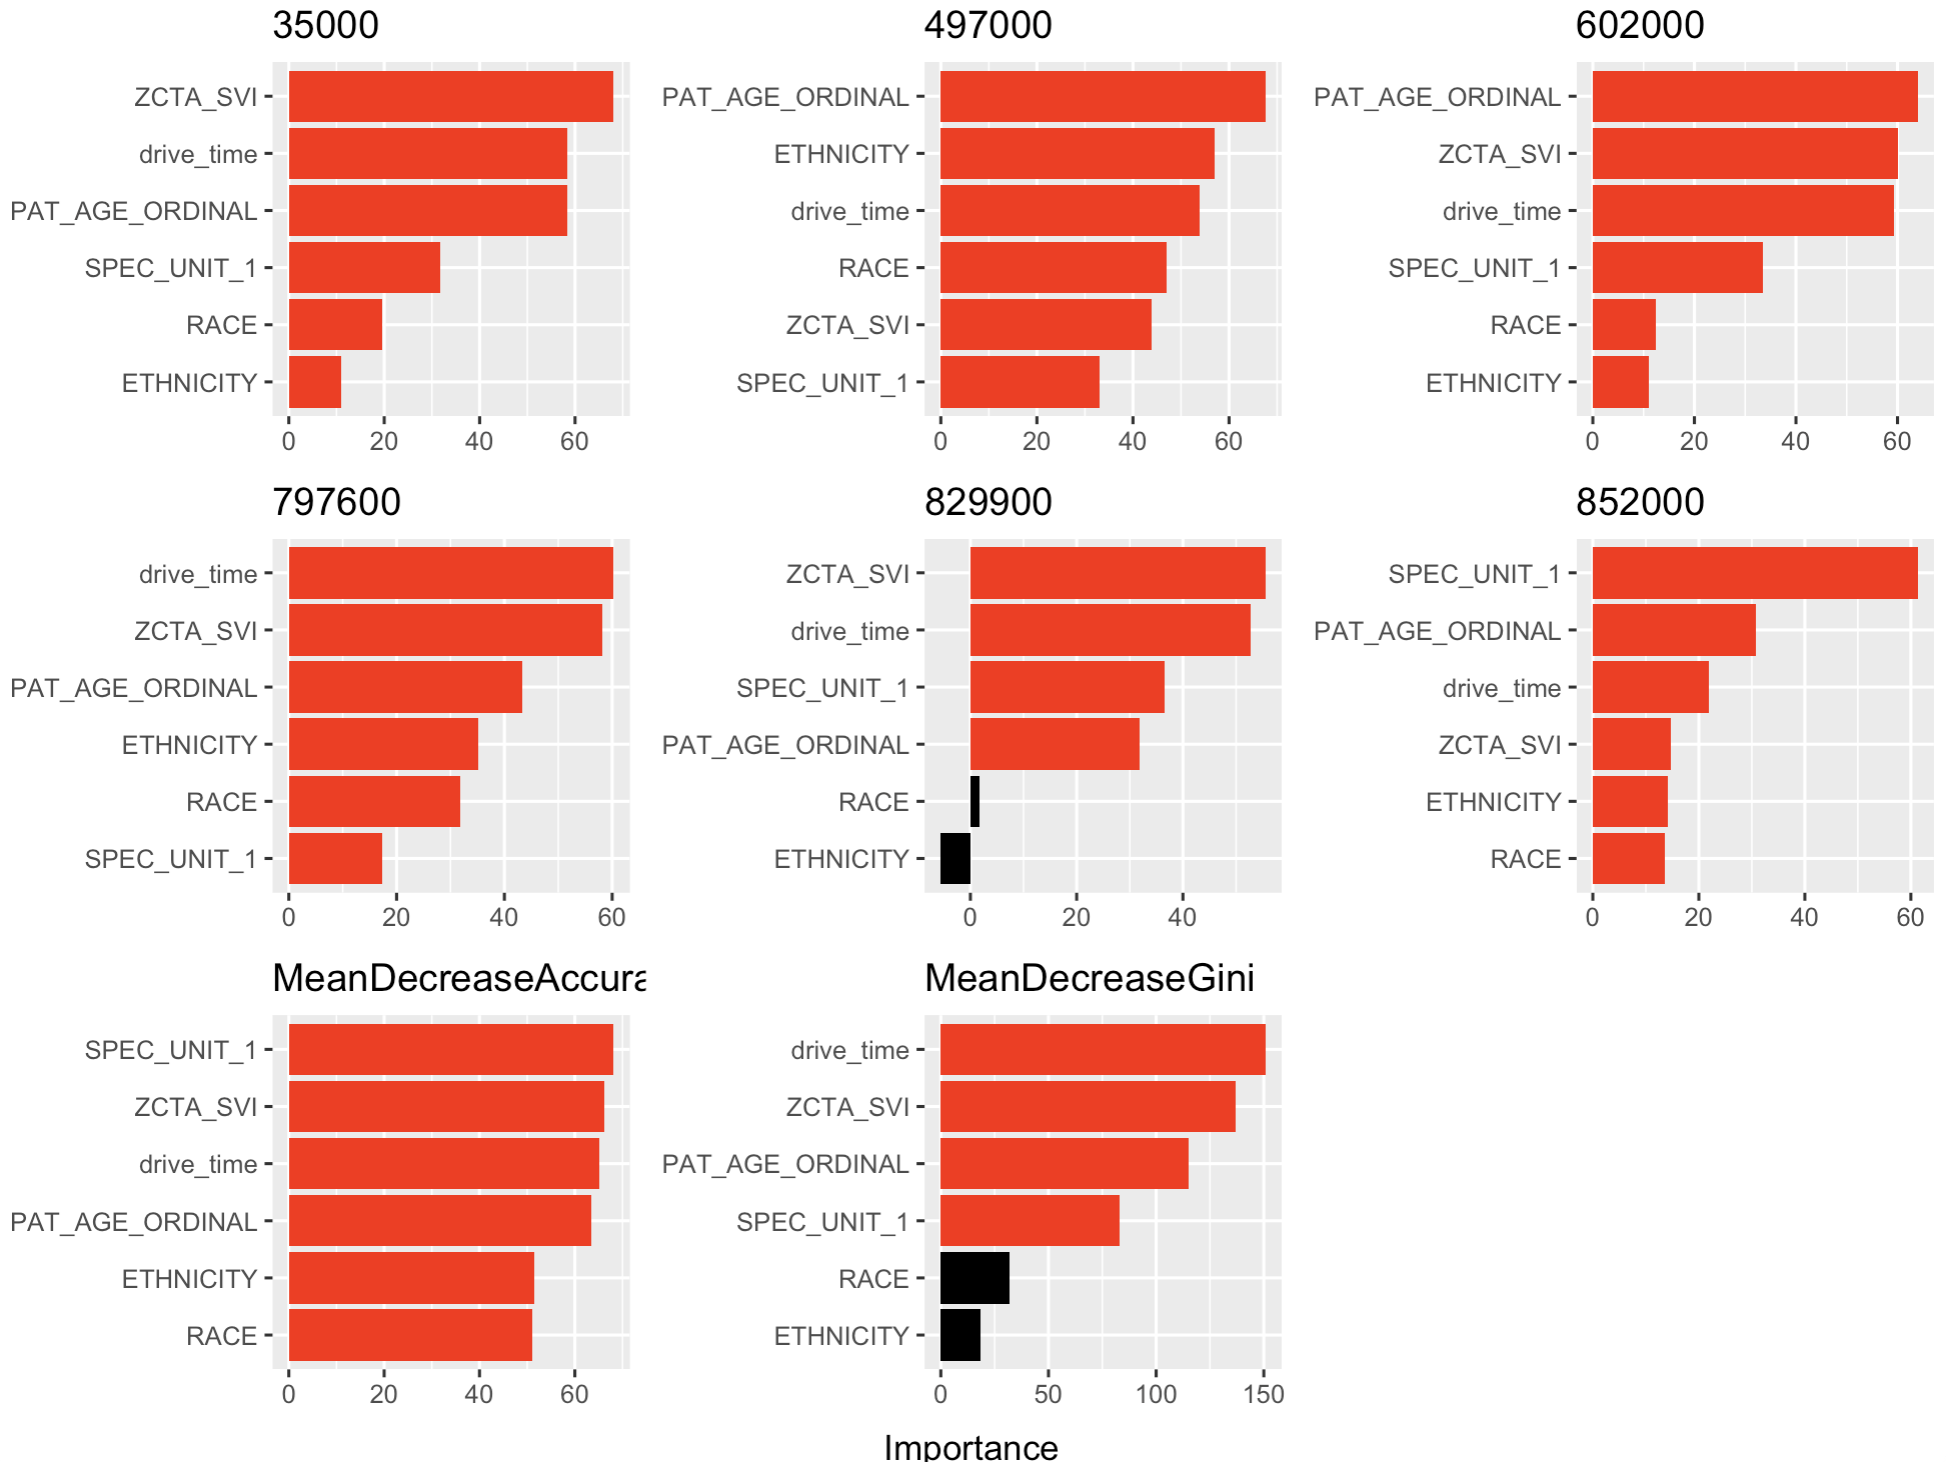 35000
ZCTA_SVI
drive_time
PAT_AGE_ORDINAL
SPEC_UNIT_1
RACE
ETHNICITY
0 20 40 60
497000
PAT_AGE_ORDINAL
ETHNICITY
drive_time
RACE
ZCTA_SVI
SPEC_UNIT_1
0 20 40 60
602000
PAT_AGE_ORDINAL
ZCTA_SVI
drive_time
SPEC_UNIT_1
RACE
ETHNICITY
0 20 40 60
797600
drive_time
ZCTA_SVI
PAT_AGE_ORDINAL
ETHNICITY
RACE
SPEC_UNIT_1
0 20 40 60
829900
ZCTA_SVI
drive_time
SPEC_UNIT_1
PAT_AGE_ORDINAL
RACE
ETHNICITY
0 20 40
852000
SPEC_UNIT_1
PAT_AGE_ORDINAL
drive_time
ZCTA_SVI
ETHNICITY
RACE
0 20 40 60
MeanDecreaseAccura
SPEC_UNIT_1
ZCTA_SVI
drive_time
PAT_AGE_ORDINAL
ETHNICITY
RACE
0 20 40 60
MeanDecreaseGini
drive_time
ZCTA_SVI
PAT_AGE_ORDINAL
SPEC_UNIT_1
RACE
ETHNICITY
0 50 100 150
Importance